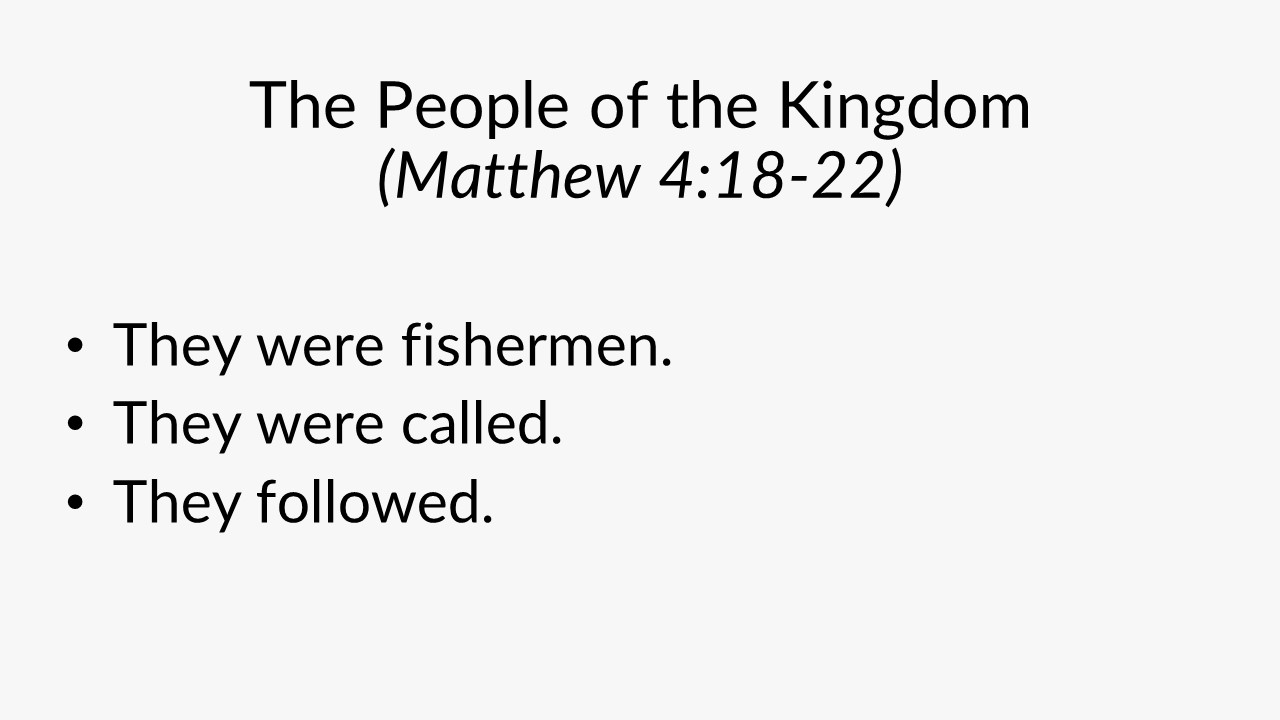 The People of the Kingdom
(Matthew 4:18-22)
• They were fishermen.
• They were called.
• They followed.